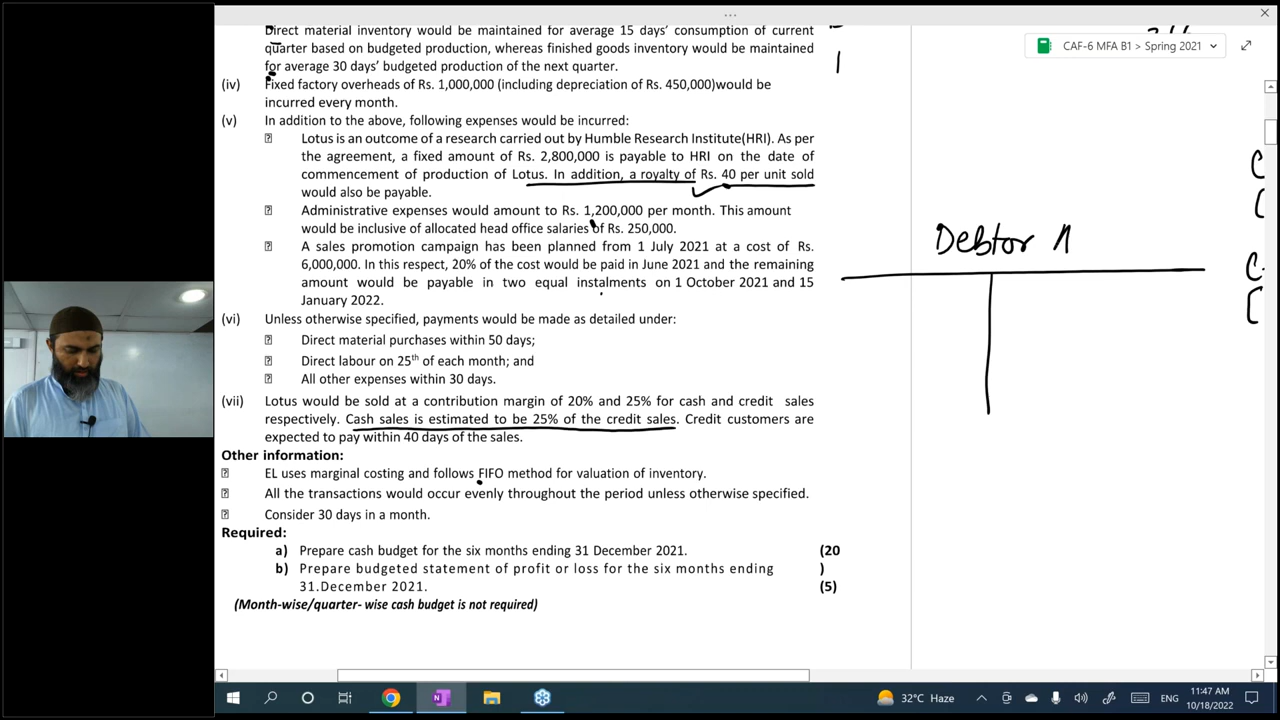 CAF-6 MFA B1 > Spring 2021
Direct material inventory would be maintained for average 15 days' consumption of current
quarter based on budgeted production, whereas finished goods inventory would be maintained
for average 30 days' budgeted production of the next quarter.
(iv) Fixed factory overheads of Rs. 1,000,000 (including depreciation of Rs. 450,000)would be
incurred every month.
(v) In addition to the above, following expenses would be incurred:
Lotus is an outcome of a research carried out by Humble Research Institute(HRI). As per
the agreement, a fixed amount of Rs. 2,800,000 is payable to HRI on the date of
commencement of production of Lotus. In addition, a royalty of Rs. 40 per unit sold
would also be payable.
Administrative expenses would amount to Rs. 1,200,000 per month. This amount
would be inclusive of allocated head office salaries of Rs. 250,000.
A sales promotion campaign has been planned from 1 July 2021 at a cost of Rs.
6,000,000. In this respect, 20% of the cost would be paid in June 2021 and the remaining
amount would be payable in two equal instalments on 1 October 2021 and 15
January 2022.
(vi) Unless otherwise specified, payments would be made as detailed under:
Direct material purchases within 50 days;
Direct labour on 25th of each month; and
All other expenses within 30 days.
(vii) Lotus would be sold at a contribution margin of 20% and 25% for cash and credit sales
respectively. Cash sales is estimated to be 25% of the credit sales. Credit customers are
expected to pay within 40 days of the sales.
Other information:
EL uses marginal costing and follows FIFO method for valuation of inventory.
All the transactions would occur evenly throughout the period unless otherwise specified.
Consider 30 days in a month.
Required:
a) Prepare cash budget for the six months ending 31 December 2021. (20
b) Prepare budgeted statement of profit or loss for the six months ending )
31.December 2021. (5)
(Month-wise/quarter- wise cash budget is not required)
Debtor
32°C Haze
ENG
11:47 AM
10/18/2022